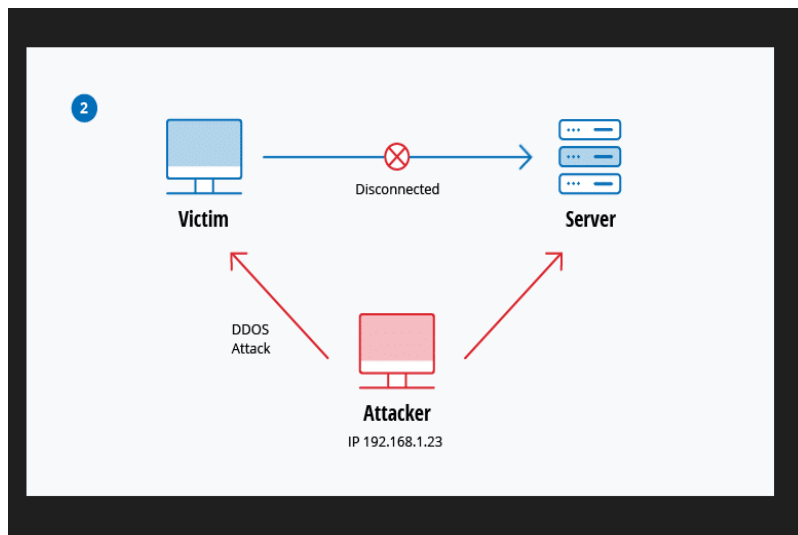 2
Disconnected
Victim
Server
DDOS
Attack
Attacker
IP 192.168.1.23